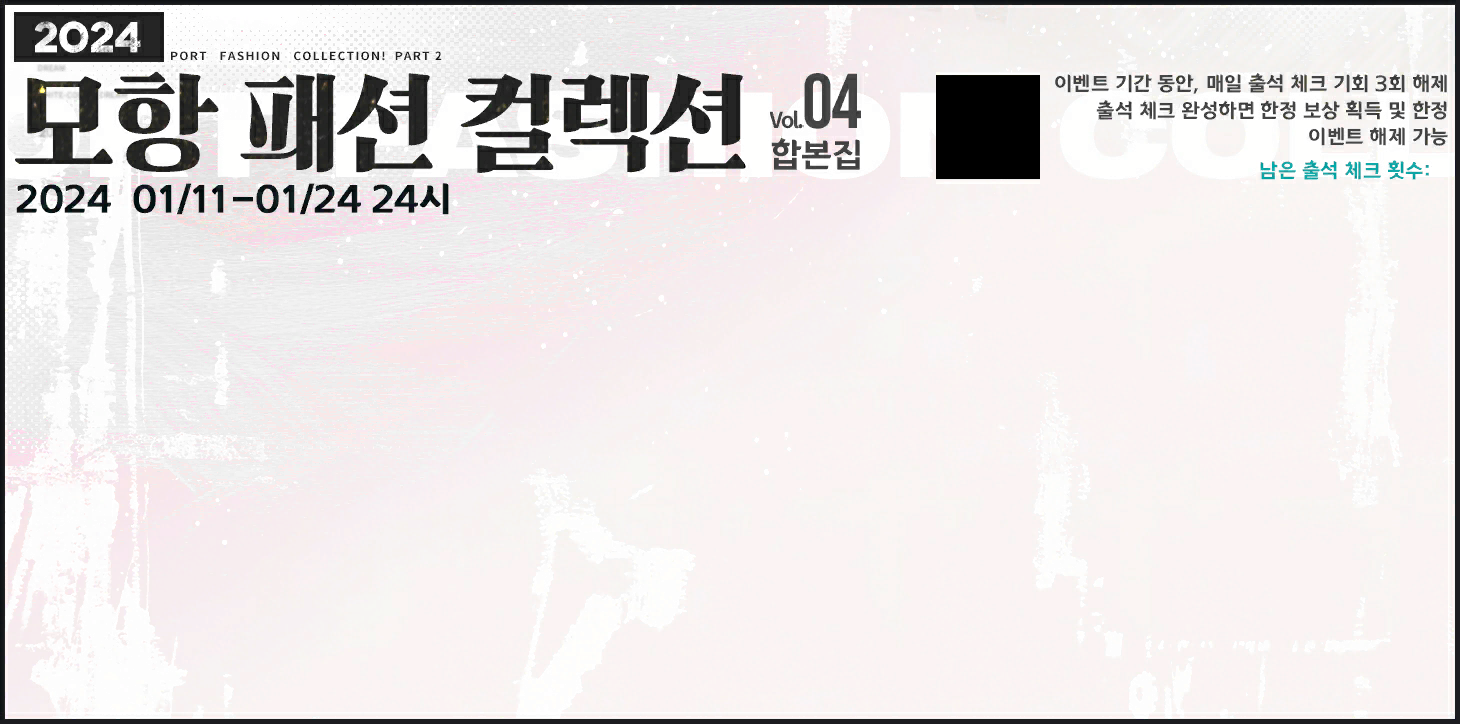 2024
PORT FASHION COLLECTION! PART 2
모항 패션 컬렉션
Vol.04
합본집
2024 01/11-01/24 24시
이벤트 기간 동안, 매일 출석 체크 기회 3회 해제
출석 체크 완성하면 한정 보상 획득 및 한정
이벤트 해제 가능
남은 출석 체크 횟수: